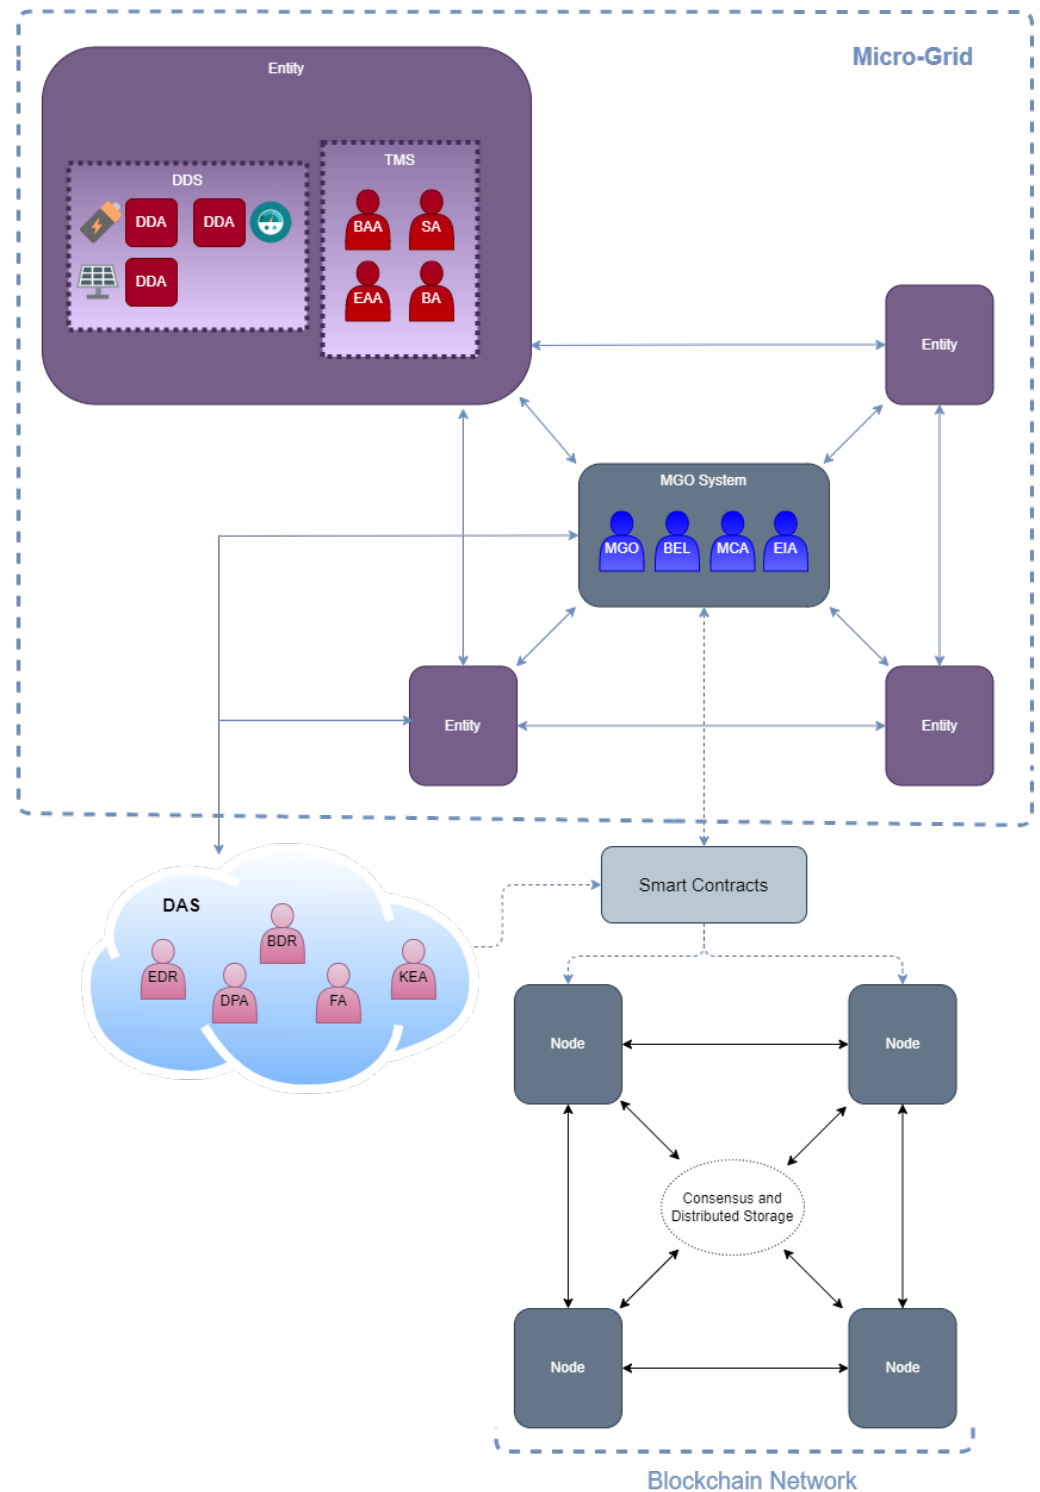 Micro-Grid
Entity
TMS
DDS
DDA
DDA
DDA
BAA
SA
EAA
BA
Entity
MGO System
MGO
BEL
MCA
EIA
Entity
Entity
Smart Contracts
DAS
BDR
EDR
DPA
FA
KEA
Node
Node
Consensus and
Distributed Storage
Node
Node
Blockchain Network